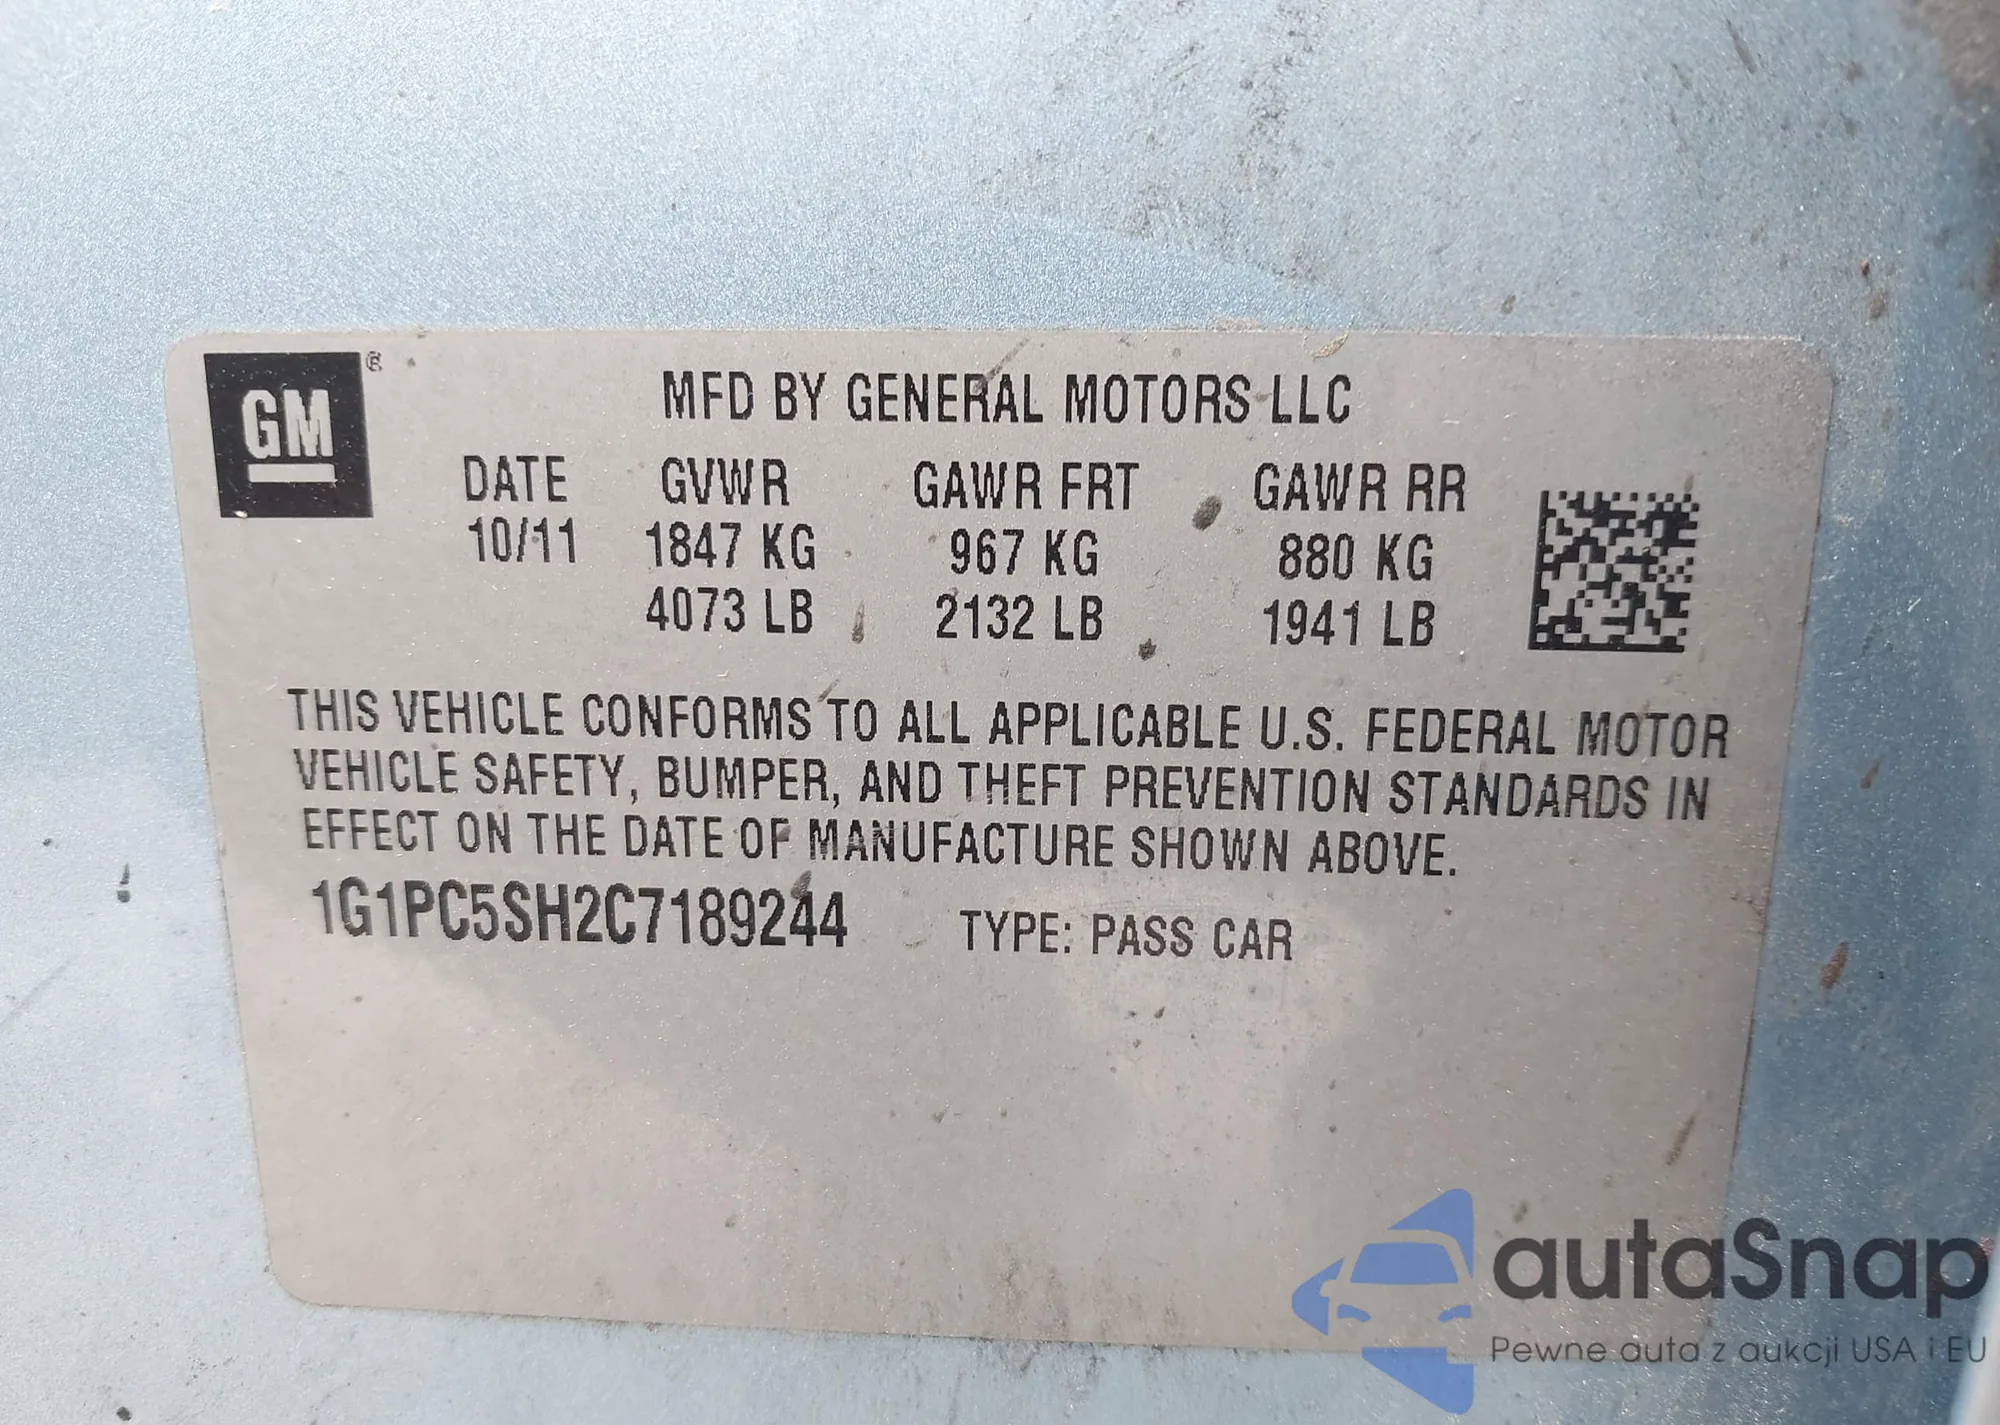 GM ®
MFD BY GENERAL MOTORS LLC
DATE GVWR GAWR FRT GAWR RR
10/11 1847 KG 967 KG 880 KG
4073 LB 2132 LB 1941 LB
THIS VEHICLE CONFORMS TO ALL APPLICABLE U.S. FEDERAL MOTOR
VEHICLE SAFETY, BUMPER, AND THEFT PREVENTION STANDARDS IN
EFFECT ON THE DATE OF MANUFACTURE SHOWN ABOVE.
1G1PC5SH2C7189244 TYPE: PASS CAR
autaSnap
Pewne auta z aukcji USA i EU